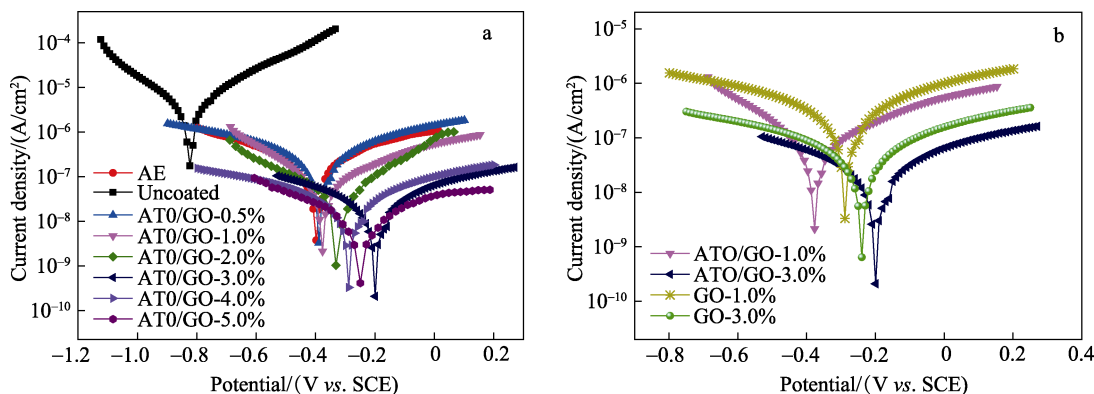 a
Current density/(A/cm²)
10⁻⁴
10⁻⁵
10⁻⁶
10⁻⁷
10⁻⁸
10⁻⁹
10⁻¹⁰
AE
Uncoated
AT0/GO-0.5%
AT0/GO-1.0%
AT0/GO-2.0%
AT0/GO-3.0%
AT0/GO-4.0%
AT0/GO-5.0%
−1.2 −1.0 −0.8 −0.6 −0.4 −0.2 0 0.2
Potential/(V vs. SCE)
b
Current density/(A/cm²)
10⁻⁵
10⁻⁶
10⁻⁷
10⁻⁸
10⁻⁹
10⁻¹⁰
ATO/GO-1.0%
ATO/GO-3.0%
GO-1.0%
GO-3.0%
−0.8 −0.6 −0.4 −0.2 0 0.2 0.4
Potential/(V vs. SCE)